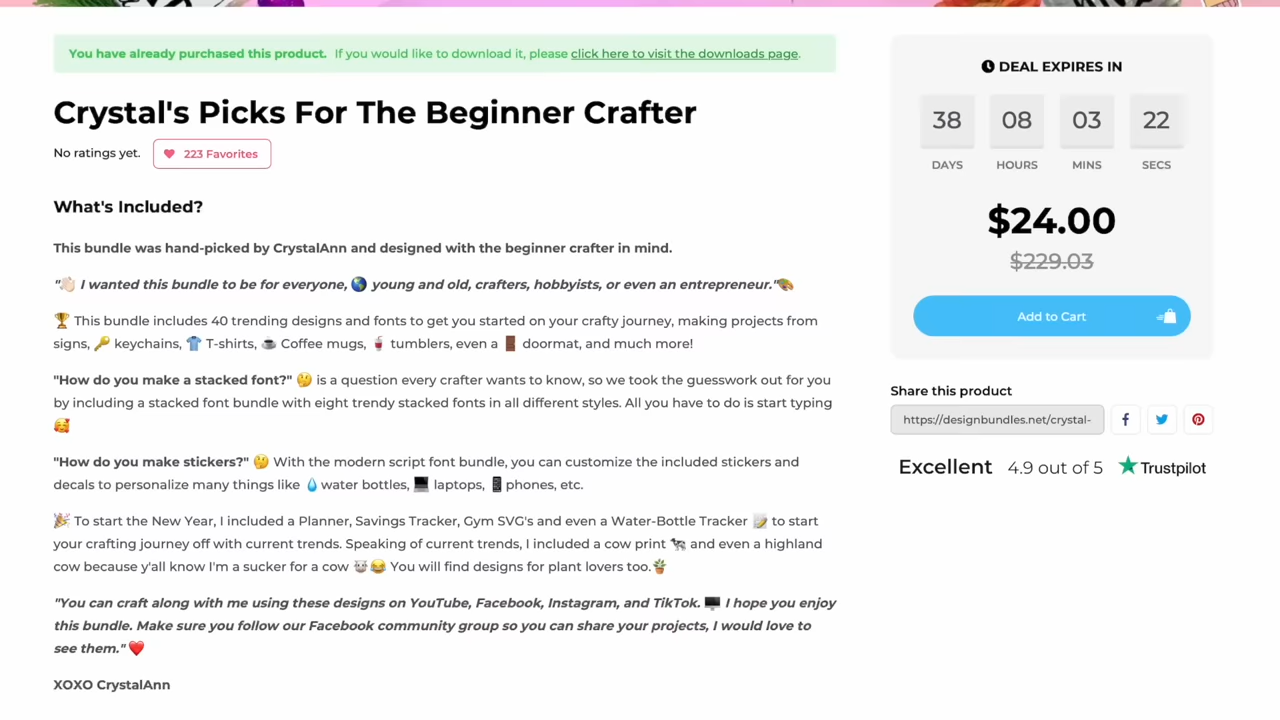 You have already purchased this product. If you would like to download it, please click here to visit the downloads page.
Crystal's Picks For The Beginner Crafter
No ratings yet.
223 Favorites
What's Included?
This bundle was hand-picked by CrystalAnn and designed with the beginner crafter in mind.
"👏🏻 I wanted this bundle to be for everyone, 🌎 young and old, crafters, hobbyists, or even an entrepreneur."🎨
🏆 This bundle includes 40 trending designs and fonts to get you started on your crafty journey, making projects from
signs, 🔑 keychains, 👕 T-shirts, ☕ Coffee mugs, 🥤 tumblers, even a 🚪 doormat, and much more!
"How do you make a stacked font?" 🤔 is a question every crafter wants to know, so we took the guesswork out for you
by including a stacked font bundle with eight trendy stacked fonts in all different styles. All you have to do is start typing
🥰
"How do you make stickers?" 🤔 With the modern script font bundle, you can customize the included stickers and
decals to personalize many things like 💧water bottles, 💻 laptops, 📱phones, etc.
🎉 To start the New Year, I included a Planner, Savings Tracker, Gym SVG's and even a Water-Bottle Tracker 📝 to start
your crafting journey off with current trends. Speaking of current trends, I included a cow print 🐄 and even a highland
cow because y'all know I'm a sucker for a cow 🐮😂 You will find designs for plant lovers too.🪴
"You can craft along with me using these designs on YouTube, Facebook, Instagram, and TikTok. 🖥️ I hope you enjoy
this bundle. Make sure you follow our Facebook community group so you can share your projects, I would love to
see them." ❤️
XOXO CrystalAnn
DEAL EXPIRES IN
38 08 03 22
DAYS HOURS MINS SECS
$24.00
$229.03
Add to Cart
Share this product
https://designbundles.net/crystal-
Excellent 4.9 out of 5 Trustpilot